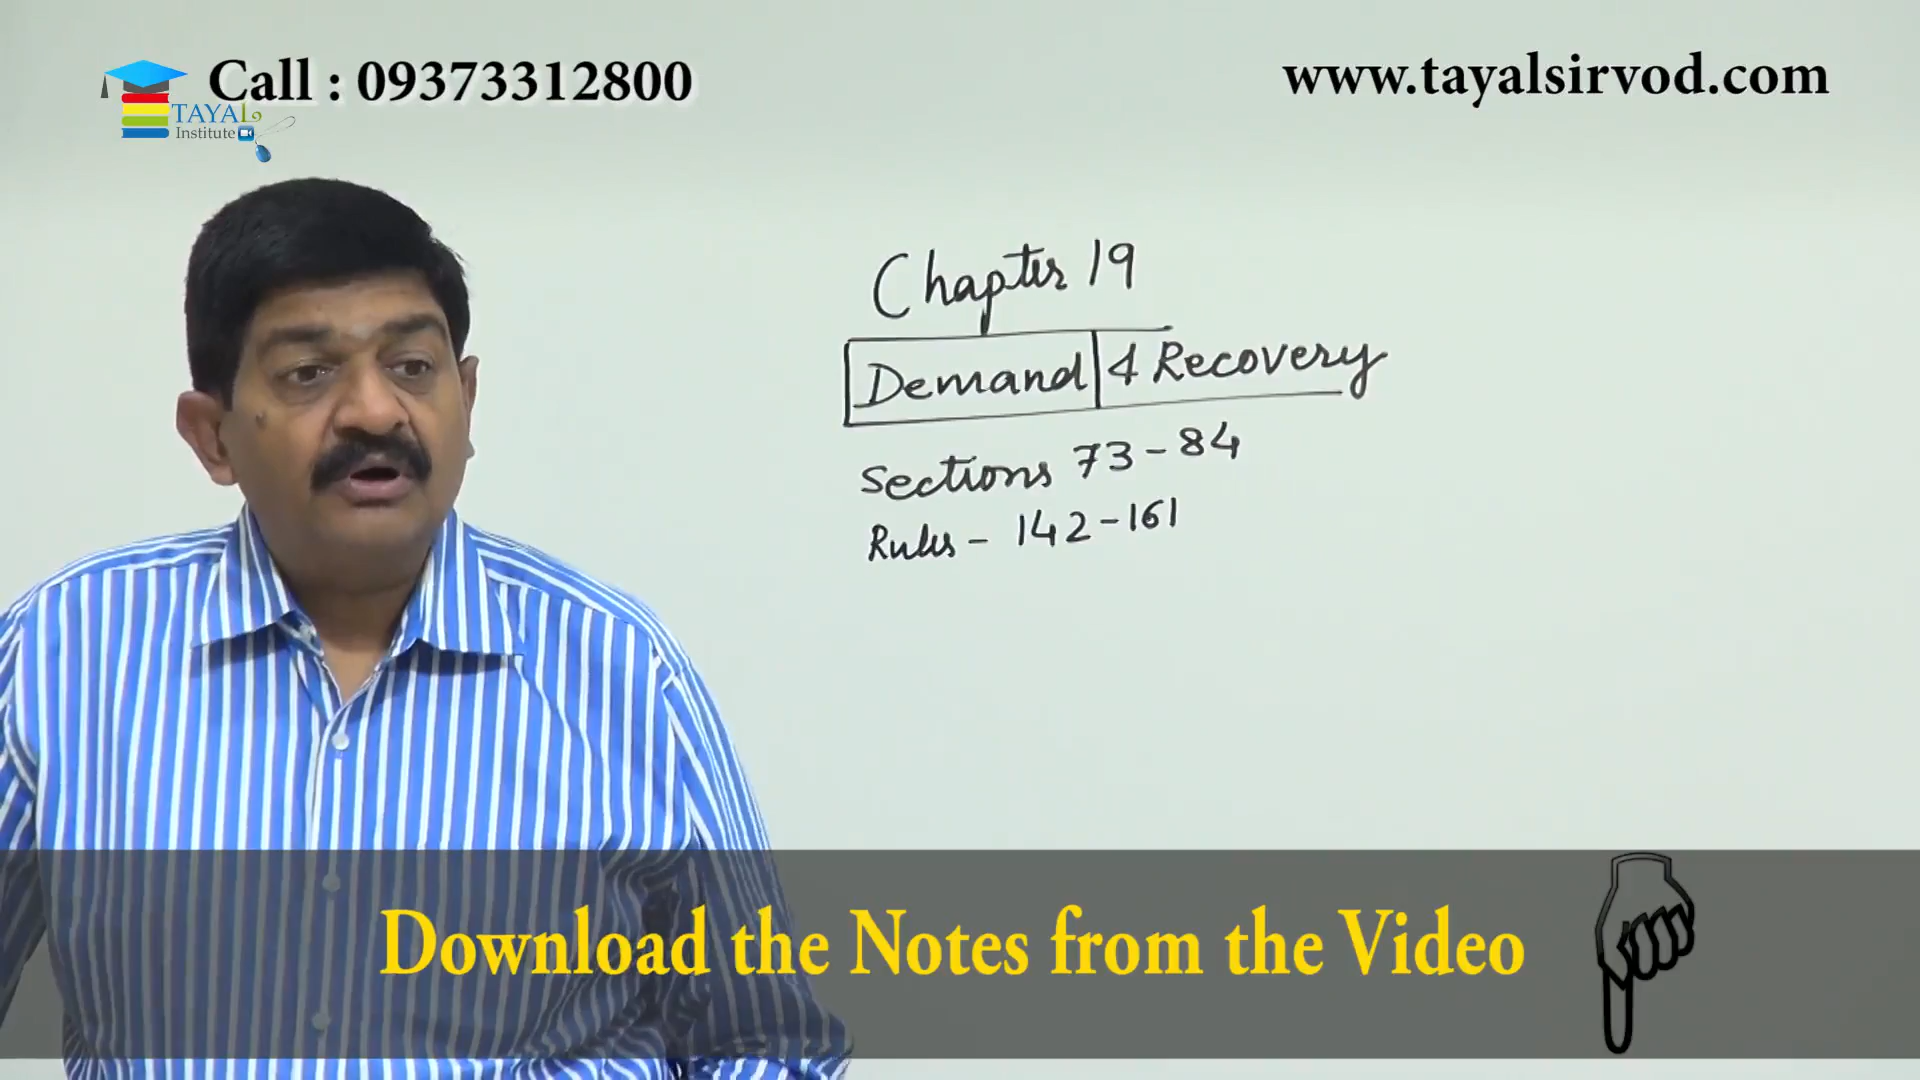 Call : 09373312800
www.tayalsirvod.com
TAYAL
Institute
Chapter 19
Demand & Recovery
Sections 73-84
Rules - 142-161
Download the Notes from the Video